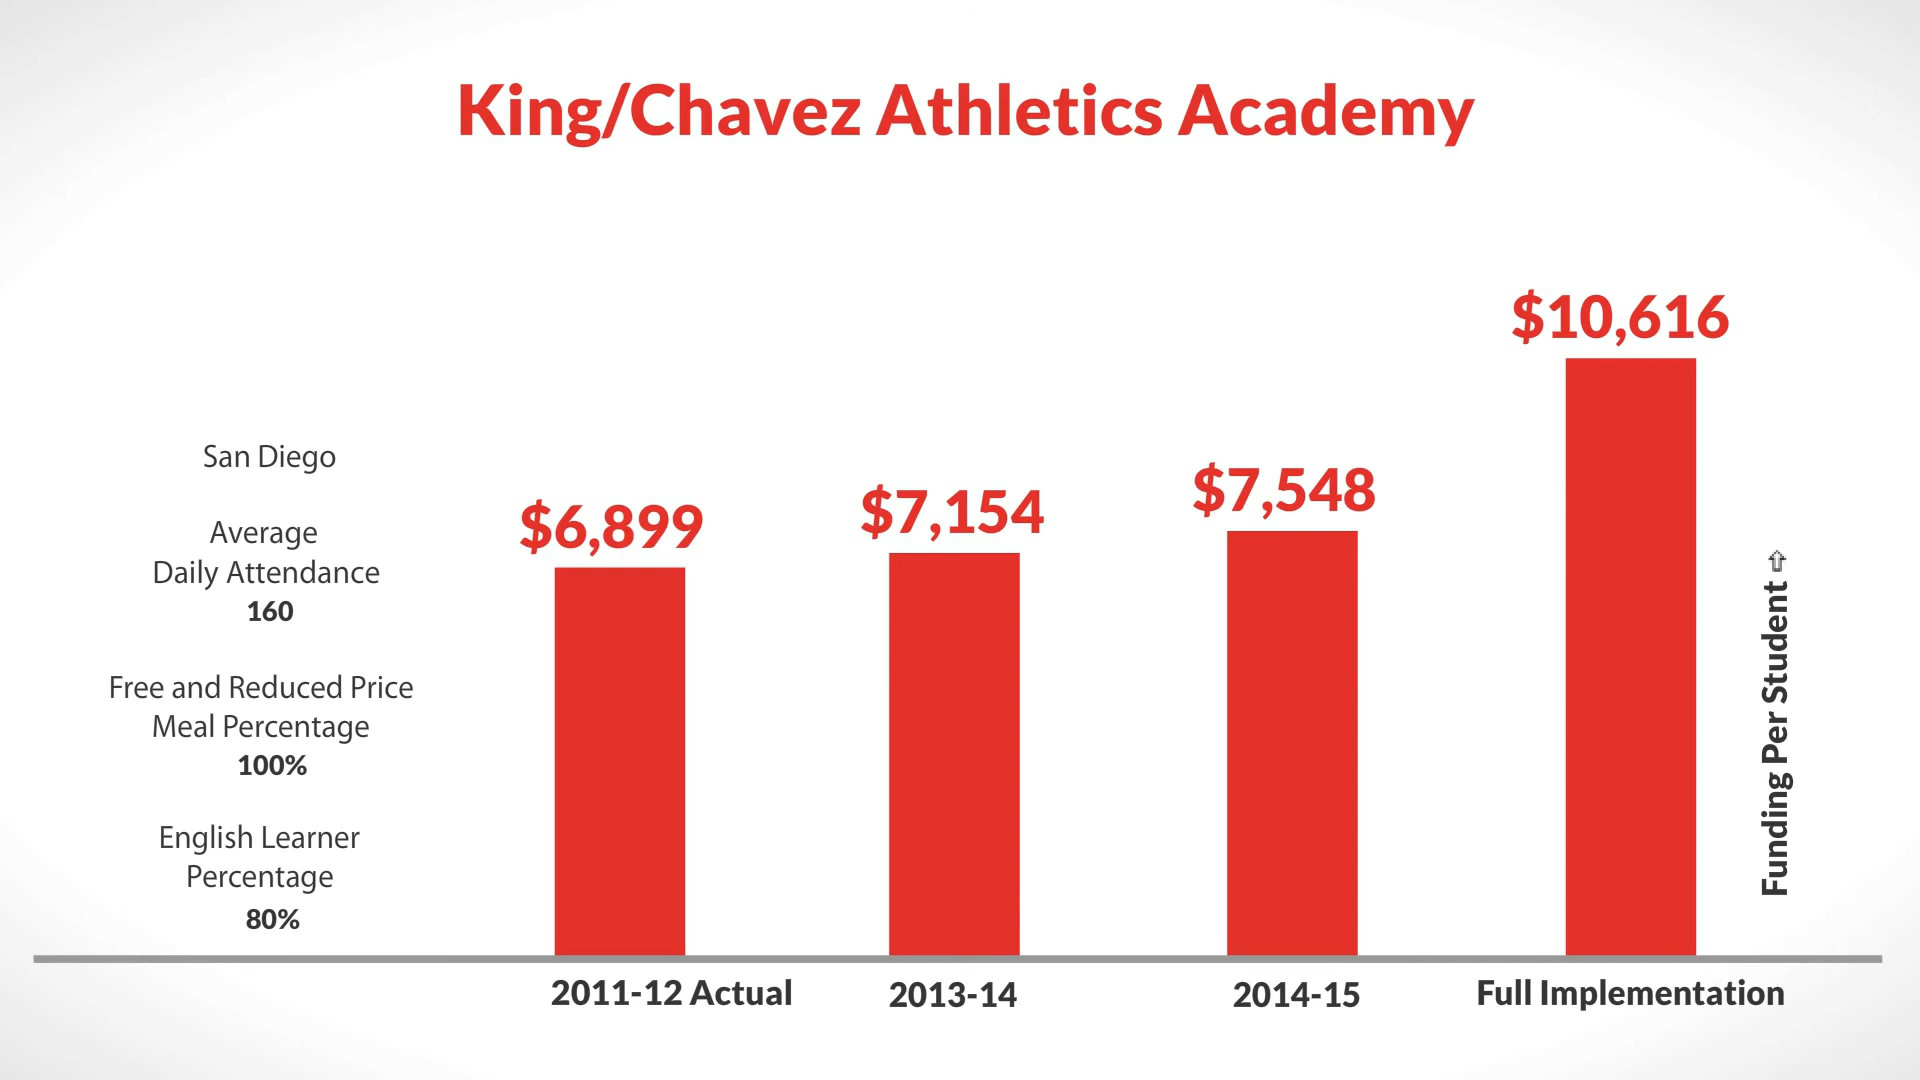 King/Chavez Athletics Academy
San Diego
Average
Daily Attendance
160
Free and Reduced Price
Meal Percentage
100%
English Learner
Percentage
80%
$6,899
$7,154
$7,548
$10,616
2011-12 Actual
2013-14
2014-15
Full Implementation
Funding Per Student